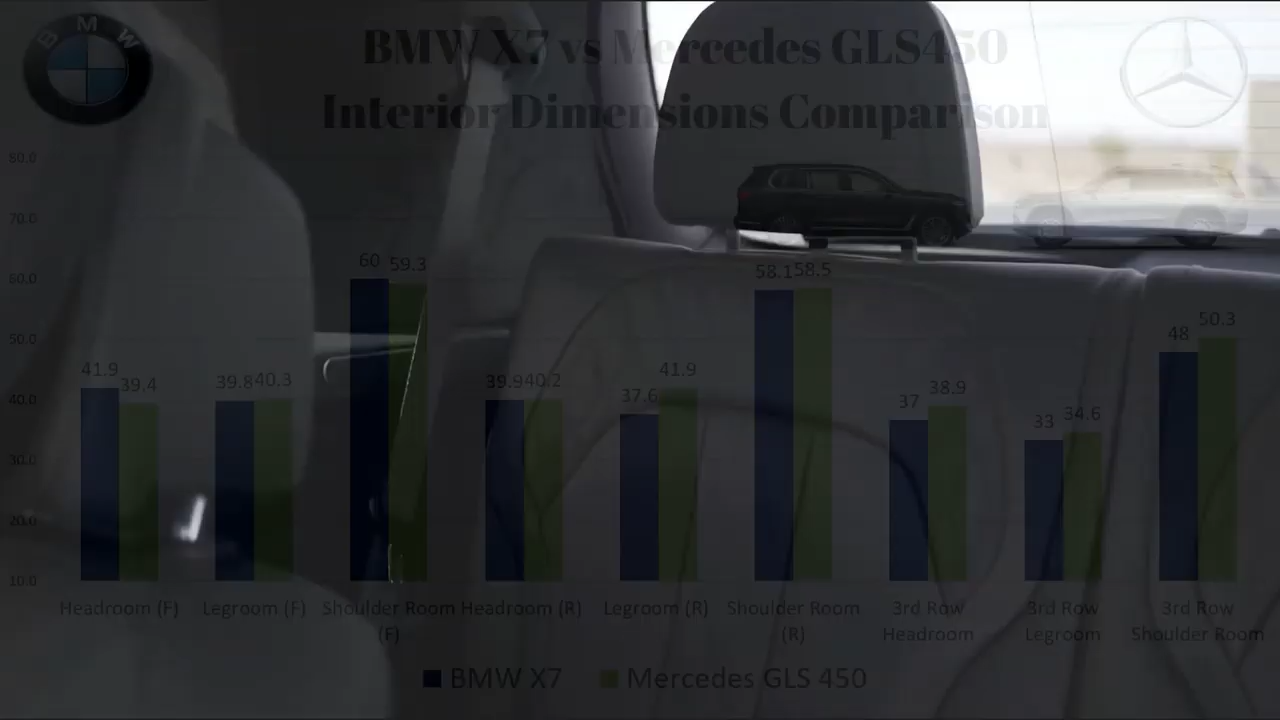 BMW
BMW X7 vs Mercedes GLS450
Interior Dimensions Comparison
80.0
70.0
60.0
50.0
40.0
30.0
20.0
10.0
41.9 39.4 39.8 40.3 60 59.3 39.9 40.2 37.6 41.9 58.1 58.5 37 38.9 33 34.6 48 50.3
Headroom (F) Legroom (F) Shoulder Room (F) Headroom (R) Legroom (R) Shoulder Room (R) 3rd Row Headroom 3rd Row Legroom 3rd Row Shoulder Room
BMW X7 Mercedes GLS 450